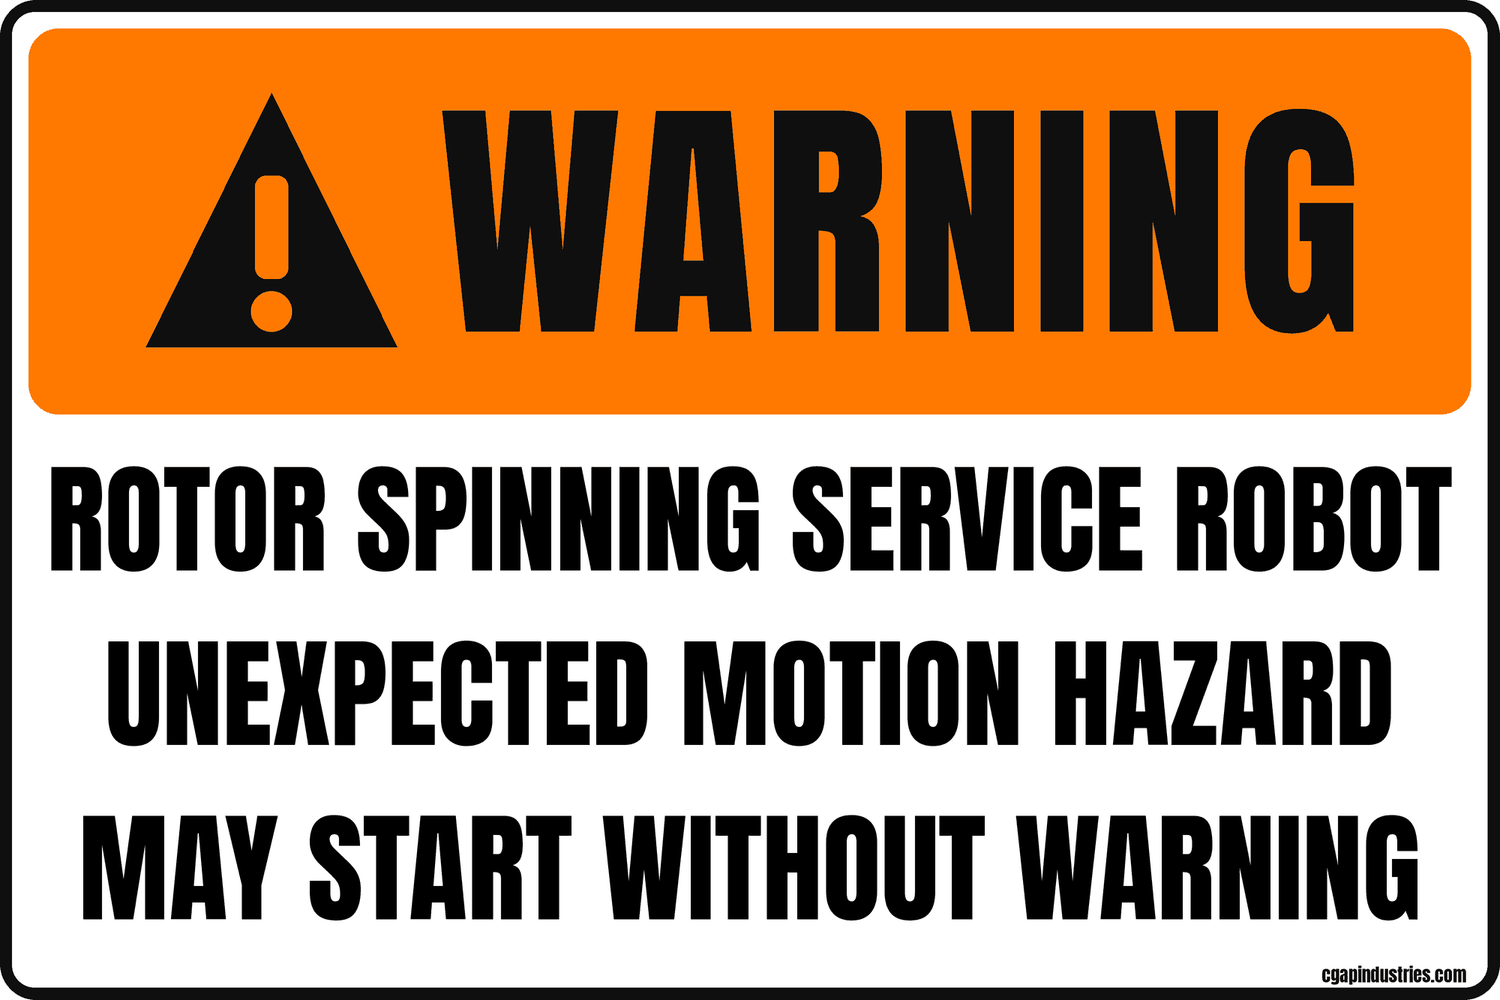 WARNING
ROTOR SPINNING SERVICE ROBOT
UNEXPECTED MOTION HAZARD
MAY START WITHOUT WARNING
cgapindustries.com